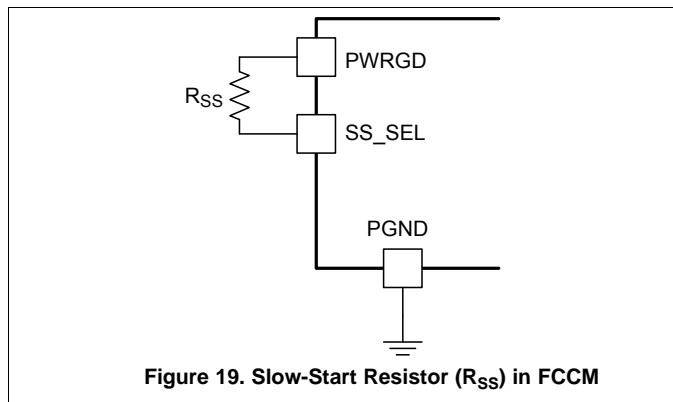 PWRGD
RSS
SS_SEL
PGND
Figure 19. Slow-Start Resistor (RSS) in FCCM